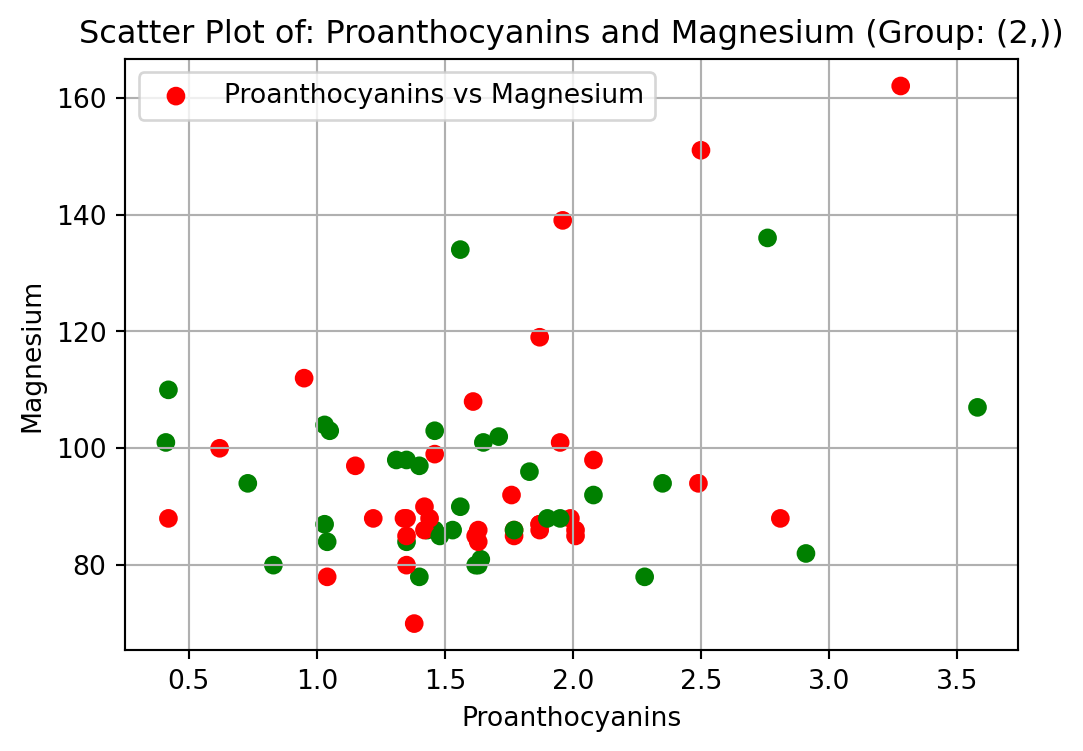 Scatter Plot of: Proanthocyanins and Magnesium (Group: (2,))
Proanthocyanins vs Magnesium
160
140
120
100
80
Magnesium
0.5 1.0 1.5 2.0 2.5 3.0 3.5
Proanthocyanins